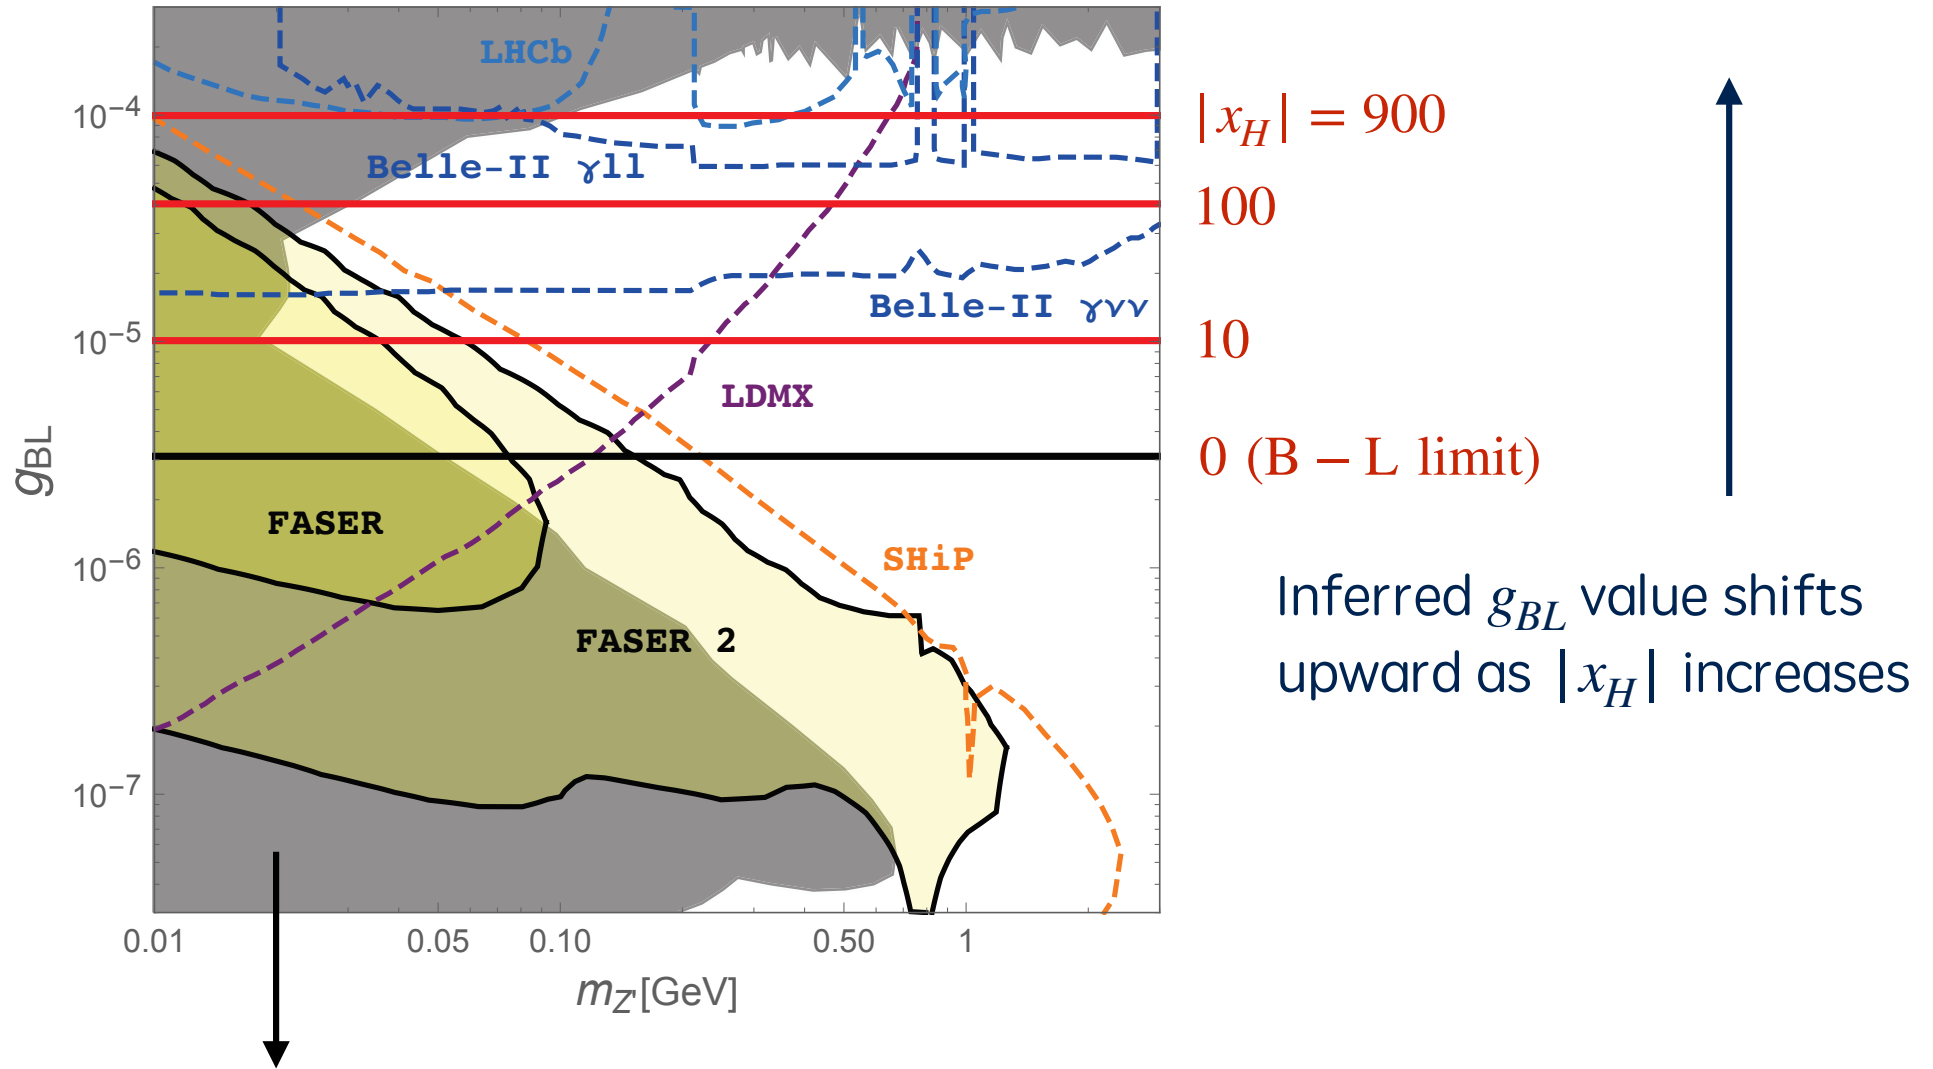 LHCb
10⁻⁴
|x_H| = 900
Belle-II γll
100
Belle-II γνν
10⁻⁵
10
LDMX
g_BL
0 (B – L limit)
FASER
SHiP
10⁻⁶
Inferred g_BL value shifts
upward as |x_H| increases
FASER 2
10⁻⁷
0.01 0.05 0.10 0.50 1
m_Z'[GeV]